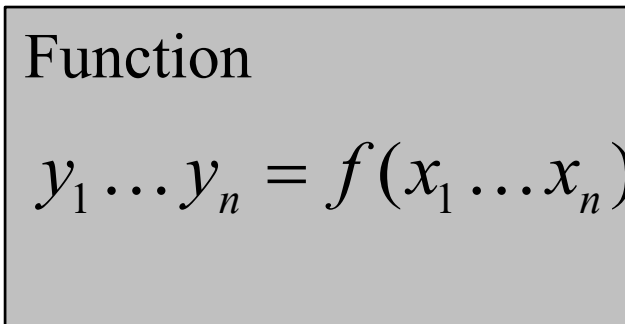 Function
y₁…yₙ = f(x₁…xₙ)